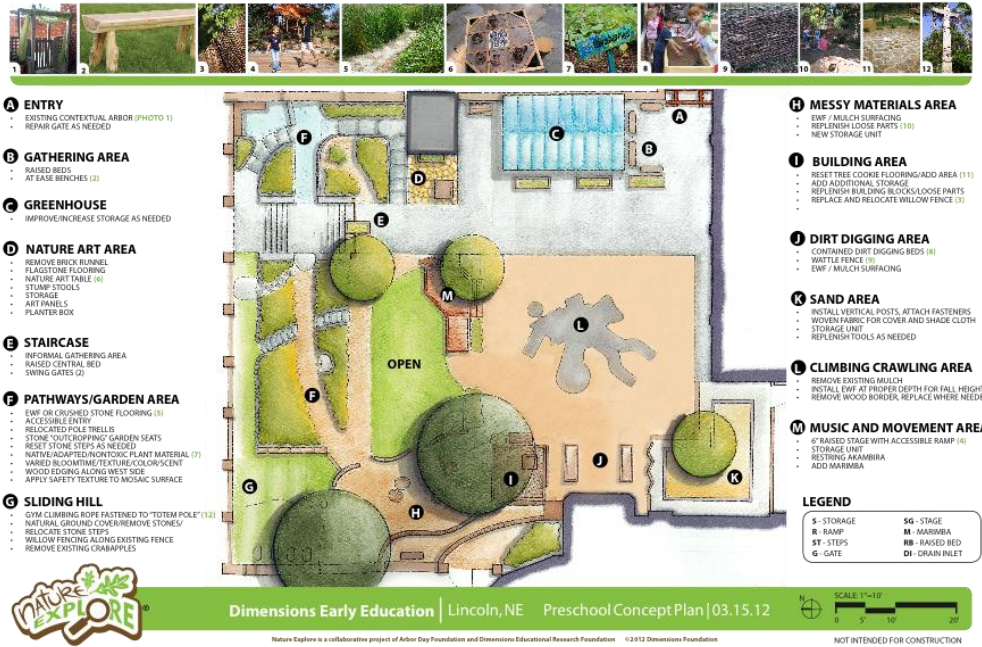 1 2 3 4 5 6 7 8 9 10 11 12
A ENTRY
EXISTING CONTEXTUAL ARBOR (PHOTO 1)
REPAIR GATE AS NEEDED
B GATHERING AREA
RAISED BEDS
AT EASE BENCHES (2)
C GREENHOUSE
IMPROVE/INCREASE STORAGE AS NEEDED
D NATURE ART AREA
REMOVE BRICK RUNNEL
FLAGSTONE FLOORING
NATURE ART TABLE (6)
STUMP STOOLS
STORAGE
ART PANELS
PLANTER BOX
E STAIRCASE
INFORMAL GATHERING AREA
RAISED CENTRAL BED
SWING GATES (2)
F PATHWAYS/GARDEN AREA
EWF OR CRUSHED STONE FLOORING (5)
ACCESSIBLE ENTRY
RELOCATED POLE TRELLIS
STONE "OUTCROPPING" GARDEN SEATS
RESET STONE STEPS AS NEEDED
NATIVE/ADAPTED/NONTOXIC PLANT MATERIAL (7)
VARIED BLOOMTIME/TEXTURE/COLOR/SCENT
WOOD EDGING ALONG WEST SIDE
APPLY SAFETY TEXTURE TO MOSAIC SURFACE
G SLIDING HILL
GYM CLIMBING ROPE FASTENED TO "TOTEM POLE" (12)
NATURAL GROUND COVER/REMOVE STONES/
RELOCATE STONE STEPS
WILLOW FENCING ALONG EXISTING FENCE
REMOVE EXISTING CRABAPPLES
A
B
C
F
D
E
M
L
OPEN
F
G
I
J
K
H
H MESSY MATERIALS AREA
EWF / MULCH SURFACING
REPLENISH LOOSE PARTS (10)
NEW STORAGE UNIT
I BUILDING AREA
RESET TREE COOKIE FLOORING/ADD AREA (11)
ADD ADDITIONAL STORAGE
REPLENISH BUILDING BLOCKS/LOOSE PARTS
REPLACE AND RELOCATE WILLOW FENCE (3)
J DIRT DIGGING AREA
CONTAINED DIRT DIGGING BEDS (8)
WATTLE FENCE (9)
EWF / MULCH SURFACING
K SAND AREA
INSTALL VERTICAL POSTS, ATTACH FASTENERS
WOVEN FABRIC FOR COVER AND SHADE CLOTH
STORAGE UNIT
REPLENISH TOOLS AS NEEDED
L CLIMBING CRAWLING AREA
REMOVE EXISTING MULCH
INSTALL EWF AT PROPER DEPTH FOR FALL HEIGHT
REMOVE WOOD BORDER, REPLACE WHERE NEEDE
M MUSIC AND MOVEMENT AREA
6" RAISED STAGE WITH ACCESSIBLE RAMP (4)
STORAGE UNIT
RESTRING AKAMBIRA
ADD MARIMBA
LEGEND
S - STORAGE SG - STAGE
R - RAMP M - MARIMBA
ST - STEPS RB - RAISED BED
G - GATE DI - DRAIN INLET
NATURE EXPLORE ®
Dimensions Early Education | Lincoln, NE Preschool Concept Plan | 03.15.12
N
SCALE: 1"=10'
0 5' 10' 20'
Nature Explore is a collaborative project of Arbor Day Foundation and Dimensions Educational Research Foundation ©2012 Dimensions Foundation
NOT INTENDED FOR CONSTRUCTION